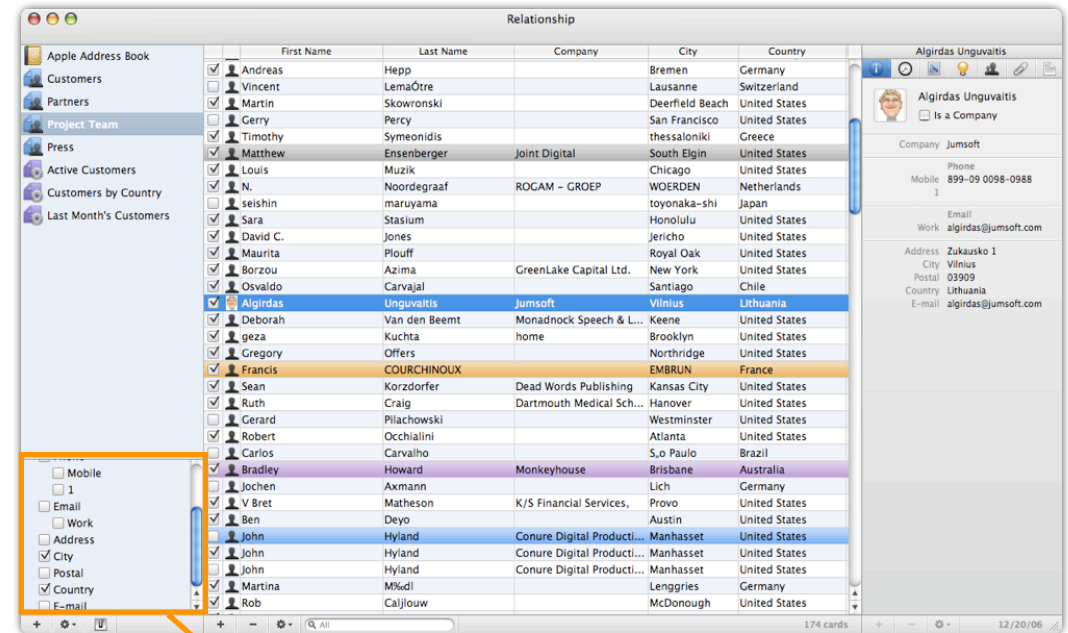 Relationship
Apple Address Book
Customers
Partners
Project Team
Press
Active Customers
Customers by Country
Last Month's Customers
Mobile
1
Email
Work
Address
City
Postal
Country
E-mail
First Name Last Name Company City Country
Andreas Hepp Bremen Germany
Vincent LemaÓtre Lausanne Switzerland
Martin Skowronski Deerfield Beach United States
Gerry Percy San Francisco United States
Timothy Symeonidis thessaloniki Greece
Matthew Ensenberger Joint Digital South Elgin United States
Louis Muzik Chicago United States
N. Noordegraaf ROGAM - GROEP WOERDEN Netherlands
seishin maruyama toyonaka-shi Japan
Sara Stasium Honolulu United States
David C. Jones Jericho United States
Maurita Plouff Royal Oak United States
Borzou Azima GreenLake Capital Ltd. New York United States
Osvaldo Carvajal Santiago Chile
Algirdas Unguvaitis Jumsoft Vilnius Lithuania
Deborah Van den Beemt Monadnock Speech & L... Keene United States
geza Kuchta home Brooklyn United States
Gregory Offers Northridge United States
Francis COURCHINOUX EMBRUN France
Sean Korzdorfer Dead Words Publishing Kansas City United States
Ruth Craig Dartmouth Medical Sch... Hanover United States
Gerard Pilachowski Westminster United States
Robert Occhialini Atlanta United States
Carlos Carvalho S,o Paulo Brazil
Bradley Howard Monkeyhouse Brisbane Australia
Jochen Axmann Lich Germany
V Bret Matheson K/S Financial Services, Provo United States
Ben Deyo Austin United States
John Hyland Conure Digital Producti... Manhasset United States
John Hyland Conure Digital Producti... Manhasset United States
John Hyland Conure Digital Producti... Manhasset United States
Martina M‰d! Lenggries Germany
Rob Caljlouw McDonough United States
All
174 cards
Algirdas Unguvaitis
Algirdas Unguvaitis
Is a Company
Company Jumsoft
Phone
Mobile 899-09 0098-0988
1
Email
Work algirdas@jumsoft.com
Address Zukausko 1
City Vilnius
Postal 03909
Country Lithuania
E-mail algirdas@jumsoft.com
12/20/06